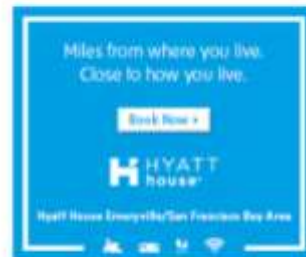 Miles from where you live.
Close to how you live.
Book Now »
HYATT
house®
Hyatt House Emeryville/San Francisco Bay Area